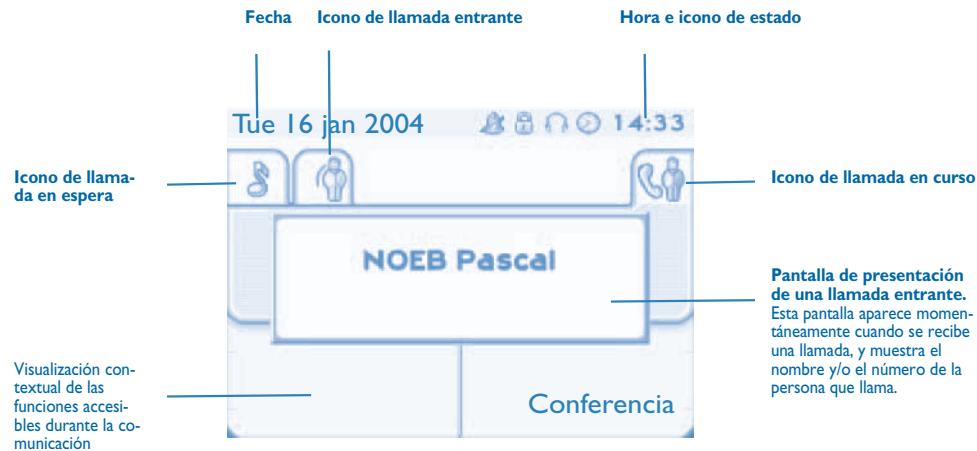 Fecha
Icono de llamada entrante
Hora e icono de estado
Tue 16 jan 2004
14:33
Icono de llama-
da en espera
Icono de llamada en curso
NOEB Pascal
Pantalla de presentación
de una llamada entrante.
Esta pantalla aparece momen-
táneamente cuando se recibe
una llamada, y muestra el
nombre y/o el número de la
persona que llama.
Visualización con-
textual de las
funciones accesi-
bles durante la co-
municación
Conferencia